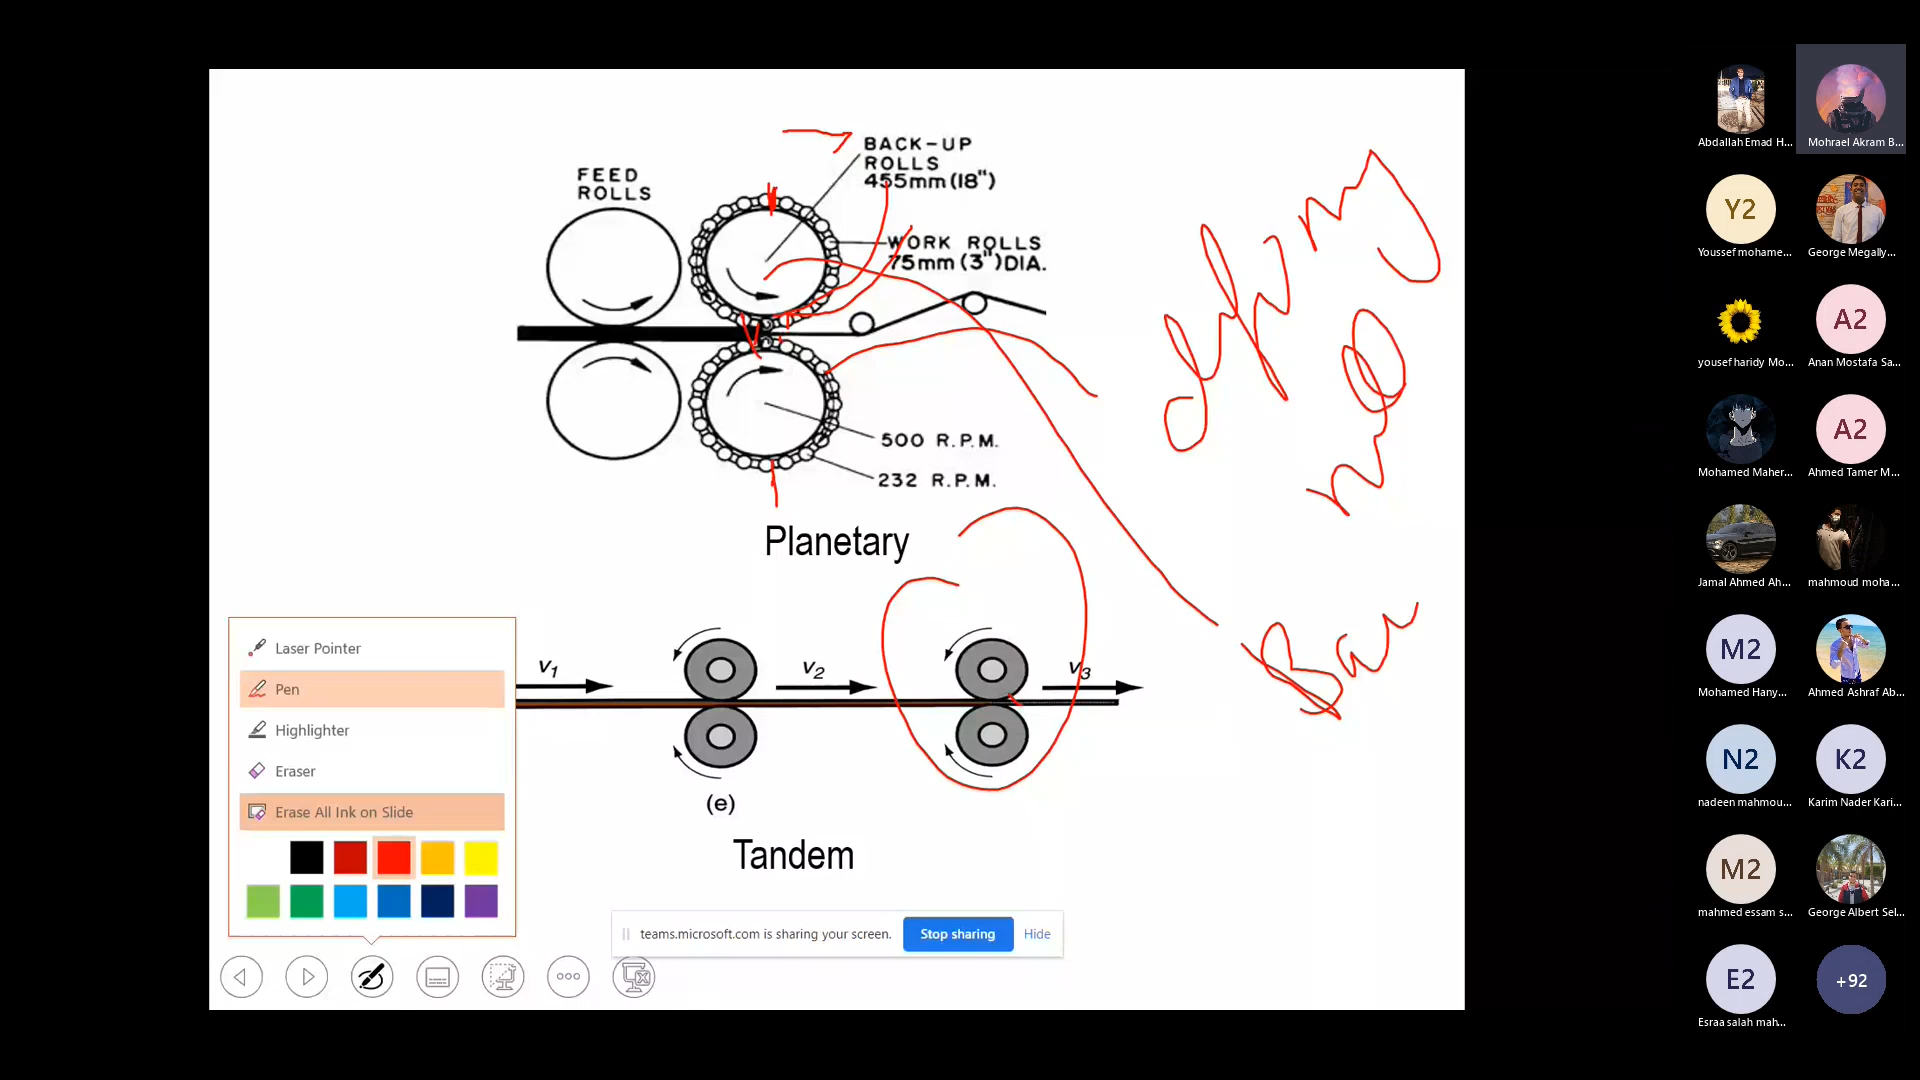 FEED
ROLLS
BACK-UP
ROLLS
455mm(18")
WORK ROLLS
75mm(3")DIA.
500 R.P.M.
232 R.P.M.
Planetary
V1
V2
V3
(e)
Tandem
Laser Pointer
Pen
Highlighter
Eraser
Erase All Ink on Slide
teams.microsoft.com is sharing your screen.
Stop sharing
Hide
Abdallah Emad H...
Mohrael Akram B...
Y2
Youssef mohame...
George Megally...
yousef haridy Mo...
A2
Anan Mostafa Sa...
Mohamed Maher...
A2
Ahmed Tamer M...
Jamal Ahmed Ah...
mahmoud moha...
M2
Mohamed Hany...
Ahmed Ashraf Ab...
N2
nadeen mahmou...
K2
Karim Nader Kari...
M2
mahmed essam s...
George Albert Sel...
E2
Esraa salah mah...
+92